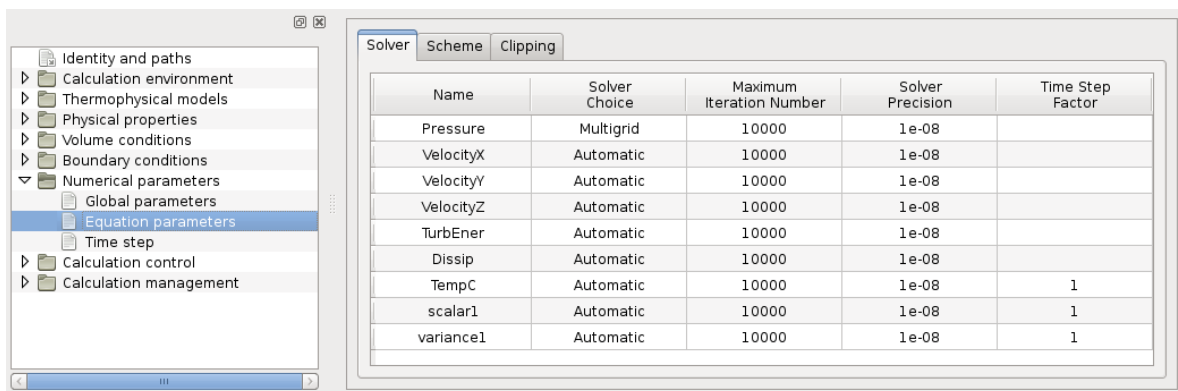 Identity and paths
Calculation environment
Thermophysical models
Physical properties
Volume conditions
Boundary conditions
Numerical parameters
Global parameters
Equation parameters
Time step
Calculation control
Calculation management
Solver Scheme Clipping
Name Solver Choice Maximum Iteration Number Solver Precision Time Step Factor
Pressure Multigrid 10000 1e-08
VelocityX Automatic 10000 1e-08
VelocityY Automatic 10000 1e-08
VelocityZ Automatic 10000 1e-08
TurbEner Automatic 10000 1e-08
Dissip Automatic 10000 1e-08
TempC Automatic 10000 1e-08 1
scalar1 Automatic 10000 1e-08 1
variance1 Automatic 10000 1e-08 1